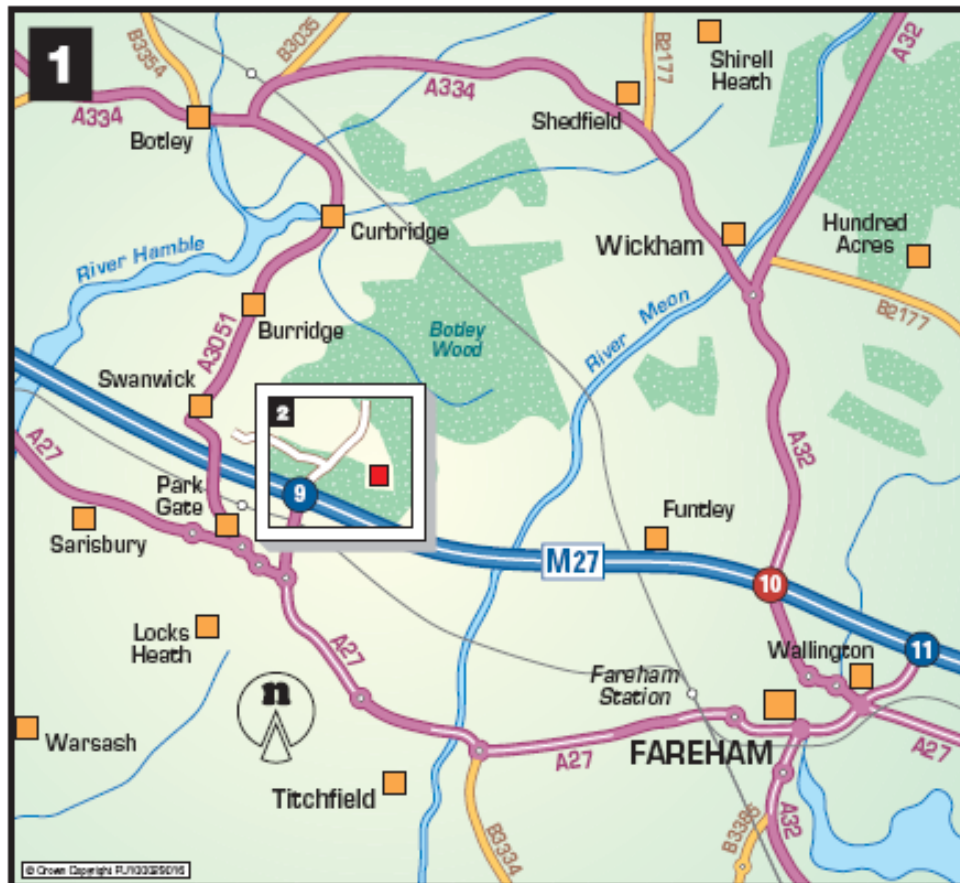 1
B3354
B3035
B2177
A32
Shirell
Heath
A334
A334
Shedfield
Botley
Curbridge
Wickham
Hundred
Acres
River Hamble
B2177
River Meon
Burridge
Botley
Wood
A3051
Swanwick
2
A27
A32
Park
Gate
9
Funtley
Sarisbury
M27
10
Locks
Heath
A27
Wallington
11
n
Fareham
Station
Warsash
FAREHAM
A27
A27
Titchfield
B3334
B3385
A32
© Crown Copyright